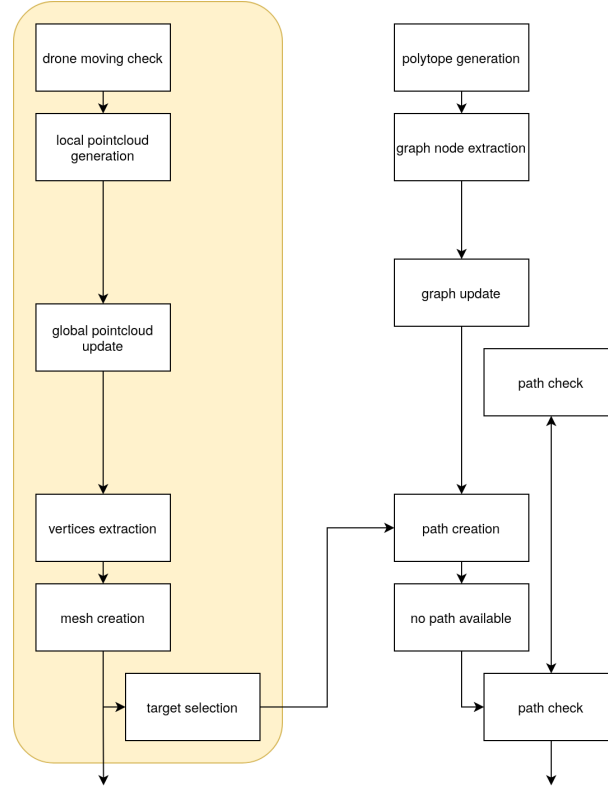 drone moving check
local pointcloud
generation
global pointcloud
update
vertices extraction
mesh creation
target selection
polytope generation
graph node extraction
graph update
path check
path creation
no path available
path check